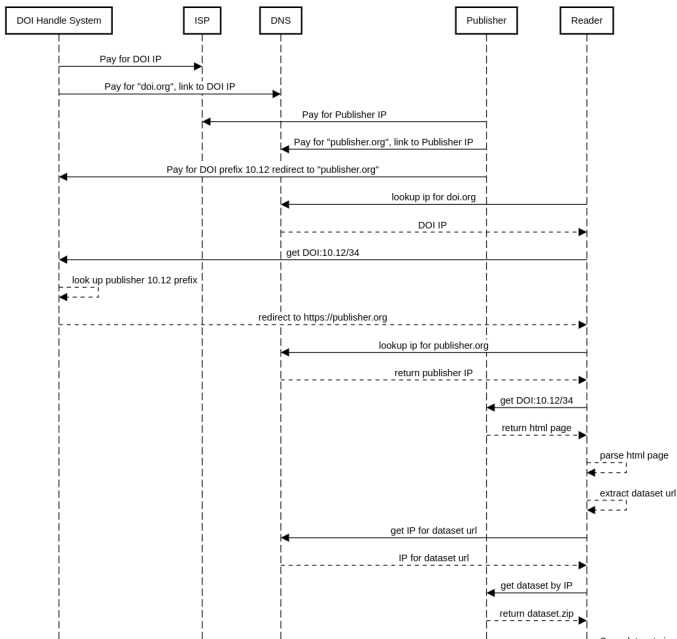 DOI Handle System
ISP
DNS
Publisher
Reader
Pay for DOI IP
Pay for "doi.org", link to DOI IP
Pay for Publisher IP
Pay for "publisher.org", link to Publisher IP
Pay for DOI prefix 10.12 redirect to "publisher.org"
lookup ip for doi.org
DOI IP
get DOI:10.12/34
look up publisher 10.12 prefix
redirect to https://publisher.org
lookup ip for publisher.org
return publisher IP
get DOI:10.12/34
return html page
parse html page
extract dataset url
get IP for dataset url
IP for dataset url
get dataset by IP
return dataset.zip